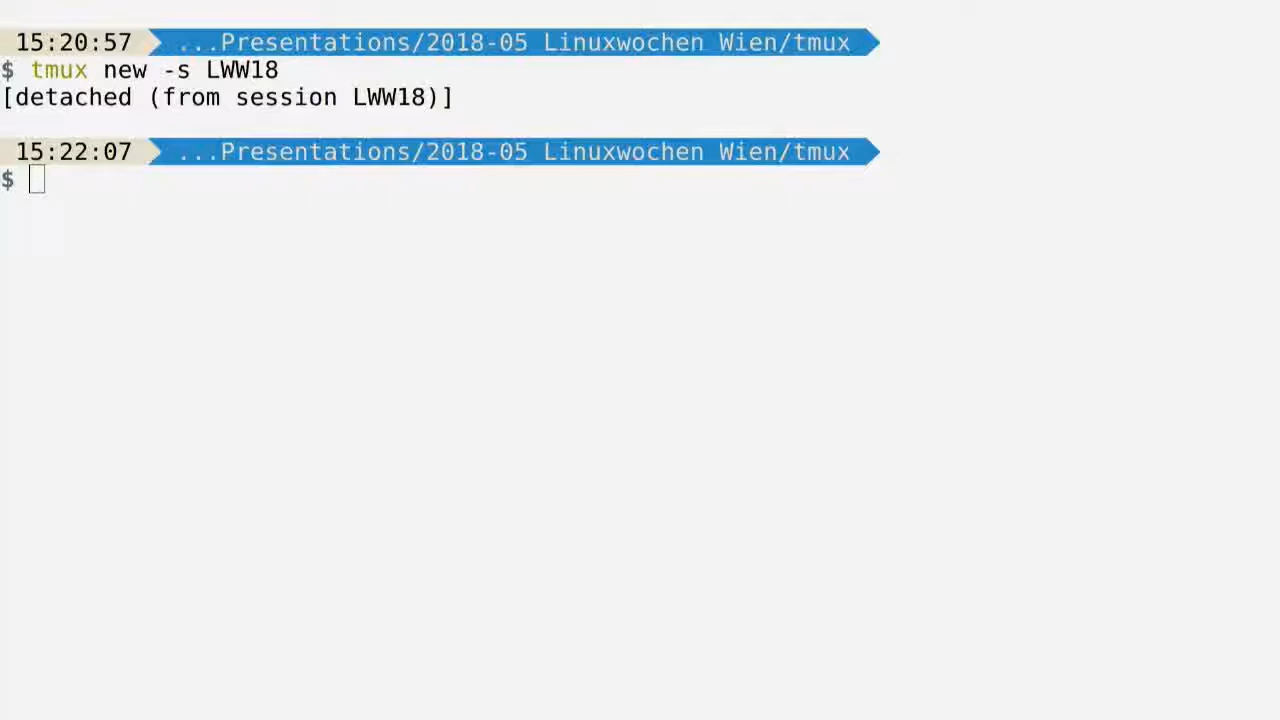 15:20:57 ...Presentations/2018-05 Linuxwochen Wien/tmux
$ tmux new -s LWW18
[detached (from session LWW18)]
15:22:07 ...Presentations/2018-05 Linuxwochen Wien/tmux
$